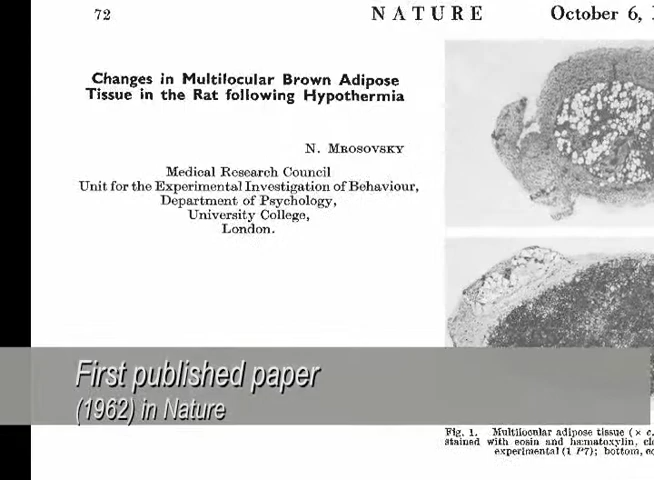 72 NATURE October 6,
Changes in Multilocular Brown Adipose
Tissue in the Rat following Hypothermia
N. MROSOVSKY
Medical Research Council
Unit for the Experimental Investigation of Behaviour,
Department of Psychology,
University College,
London.
First published paper
(1962) in Nature
Fig. 1. Multilocular adipose tissue (× c.
stained with eosin and hæmatoxylin,
experimental (1 P7); bottom,